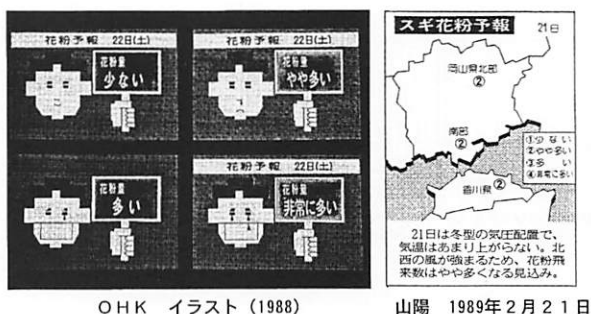 花粉予報 22日(土)
花粉量
少ない
花粉予報 22日(土)
花粉量
やや多い
花粉量
多い
花粉予報 22日(土)
花粉量
非常に多い
OHK イラスト (1988)
スギ花粉予報
21日
岡山県北部
②
南部
②
①少ない
②やや多い
③多い
④非常に多い
香川県②
21日は冬型の気圧配置で、
気温はあまり上がらない。北
西の風が強まるため、花粉飛
来数はやや多くなる見込み。
山陽 1989年2月21日